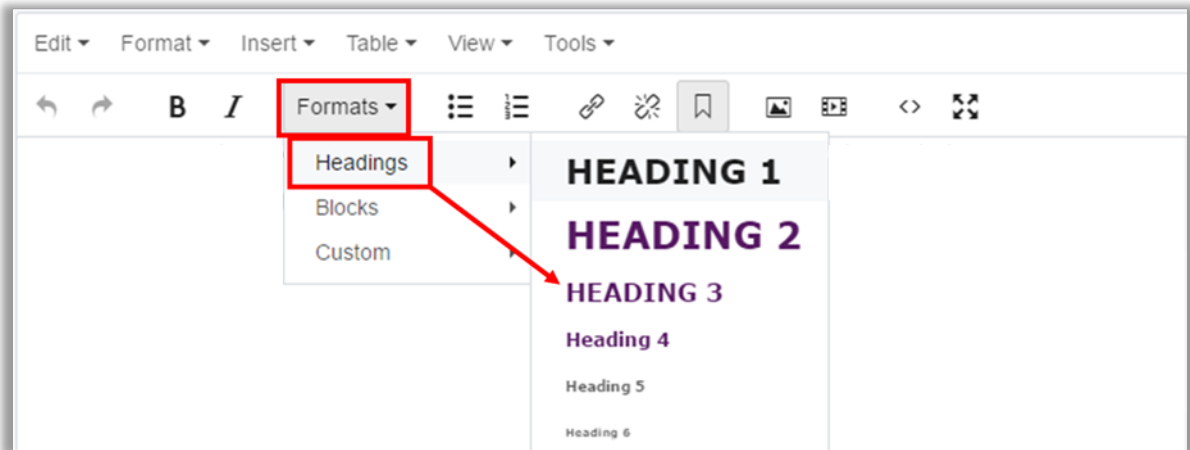 Edit Format Insert Table View Tools
B I Formats
Headings
Blocks
Custom
HEADING 1
HEADING 2
HEADING 3
Heading 4
Heading 5
Heading 6